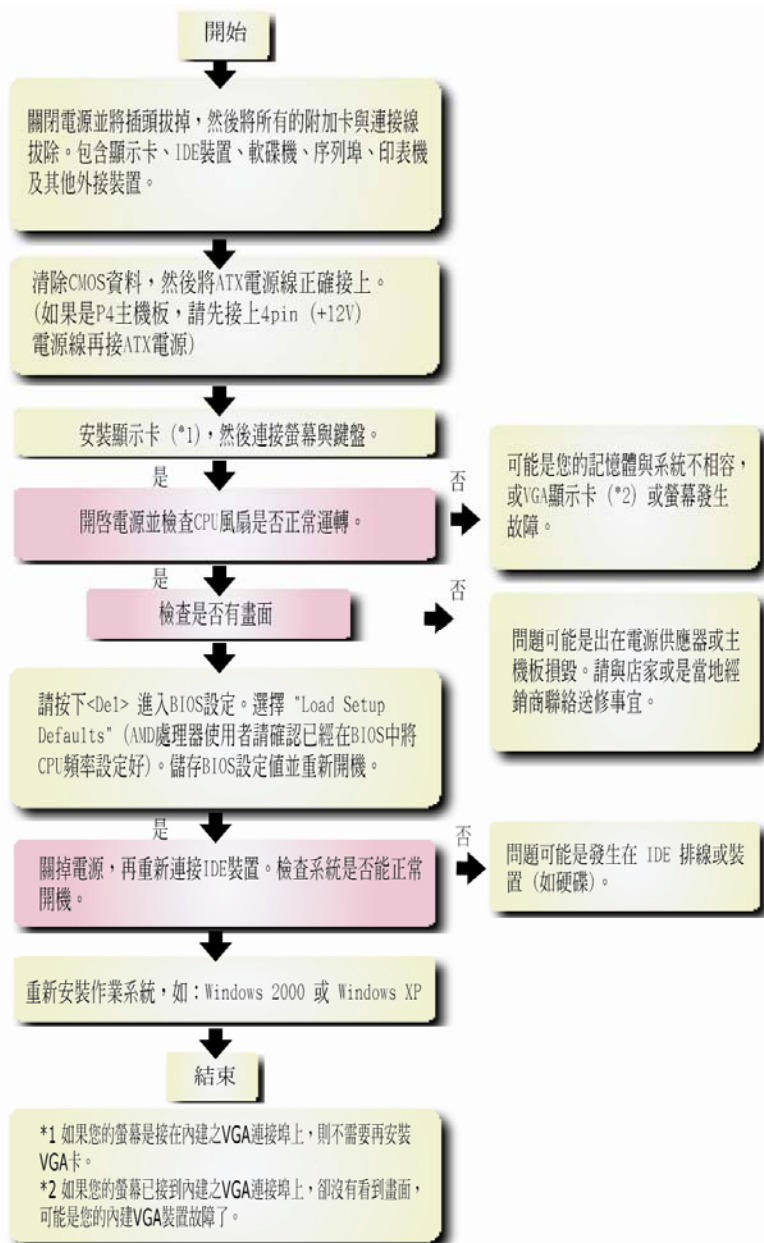 開始
關閉電源並將插頭拔掉，然後將所有的附加卡與連接線
拔除。包含顯示卡、IDE裝置、軟碟機、序列埠、印表機
及其他外接裝置。
清除CMOS資料，然後將ATX電源線正確接上。
(如果是P4主機板，請先接上4pin (+12V)
電源線再接ATX電源)
安裝顯示卡 (*1)，然後連接螢幕與鍵盤。
是
否
開啓電源並檢查CPU風扇是否正常運轉。
可能是您的記憶體與系統不相容，
或VGA顯示卡 (*2) 或螢幕發生
故障。
是
否
檢查是否有畫面
問題可能是出在電源供應器或主
機板損毀。請與店家或是當地經
銷商聯絡送修事宜。
請按下<Del> 進入BIOS設定。選擇 "Load Setup
Defaults" (AMD處理器使用者請確認已經在BIOS中將
CPU頻率設定好)。儲存BIOS設定值並重新開機。
是
否
關掉電源，再重新連接IDE裝置。檢查系統是否能正常
開機。
問題可能是發生在 IDE 排線或裝
置 (如硬碟)。
重新安裝作業系統，如：Windows 2000 或 Windows XP
結束
*1 如果您的螢幕是接在內建之VGA連接埠上，則不需要再安裝
VGA卡。
*2 如果您的螢幕已接到內建之VGA連接埠上，卻沒有看到畫面，
可能是您的內建VGA裝置故障了。